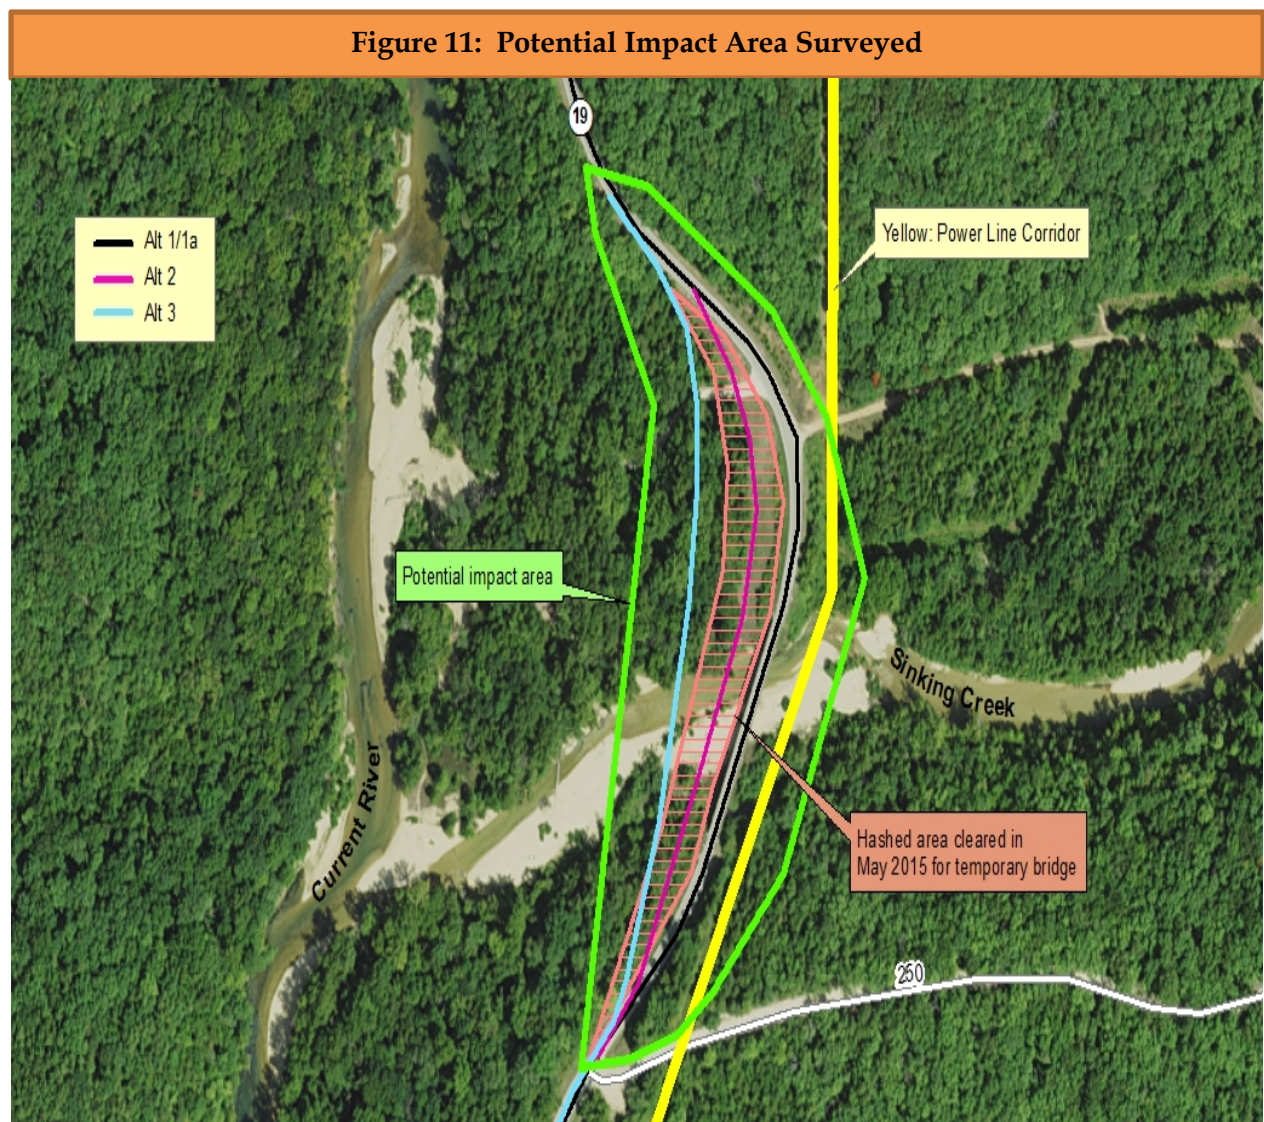 Figure 11:  Potential Impact Area Surveyed
19
Alt 1/1a
Alt 2
Alt 3
Yellow: Power Line Corridor
Potential impact area
Sinking Creek
Current River
Hashed area cleared in
May 2015 for temporary bridge
250